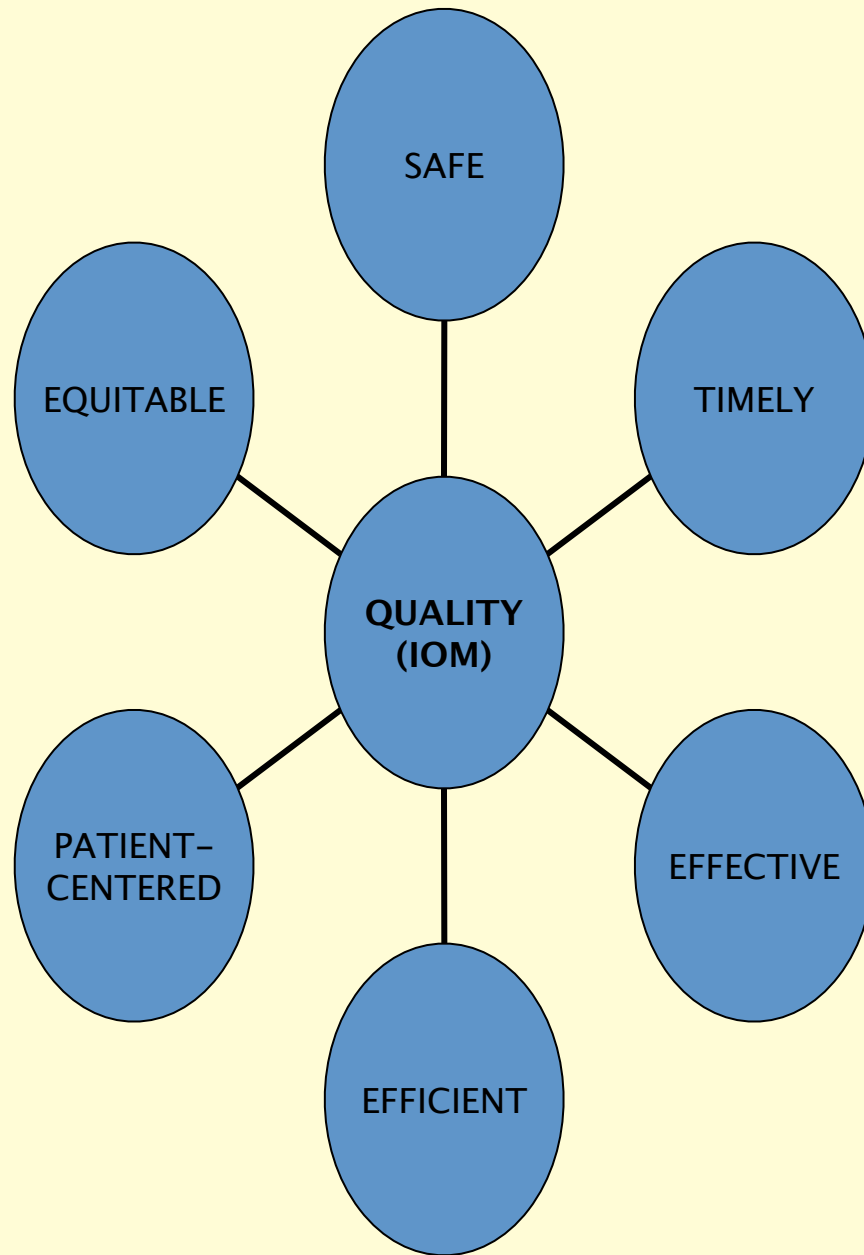 SAFE
EQUITABLE
TIMELY
QUALITY
(IOM)
PATIENT-
CENTERED
EFFECTIVE
EFFICIENT